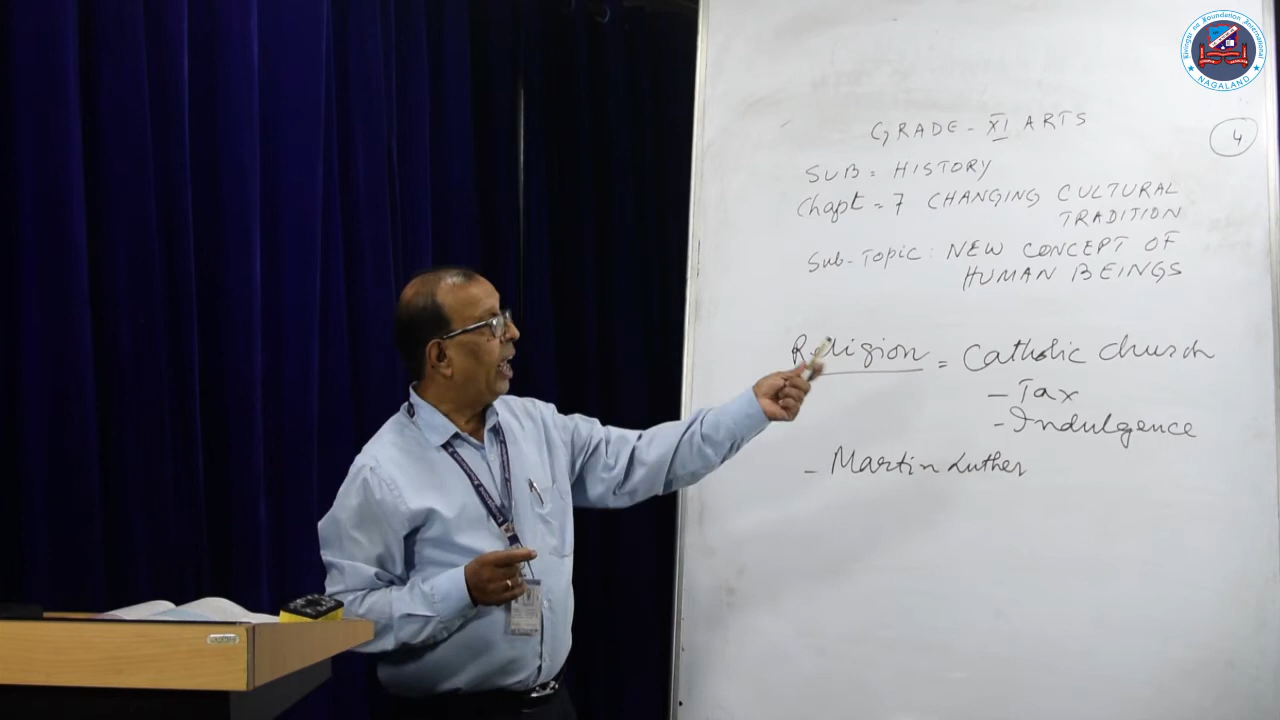 GRADE - XI ARTS
4
SUB = HISTORY
Chapt = 7 CHANGING CULTURAL
TRADITION
Sub-Topic: NEW CONCEPT OF
HUMAN BEINGS
Religion = Catholic church
- Tax
- Indulgence
- Martin Luther
NAGALAND